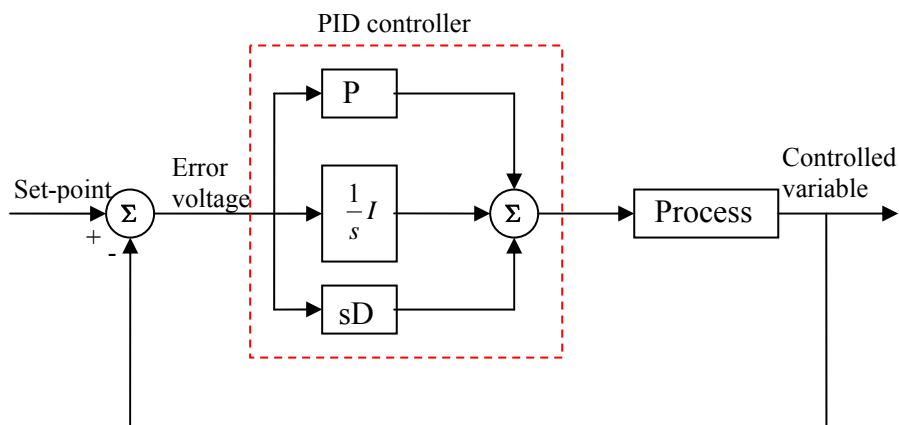 PID controller
P
Error
voltage
Controlled
variable
Set-point
Σ
1/s I
Σ
Process
+
-
sD